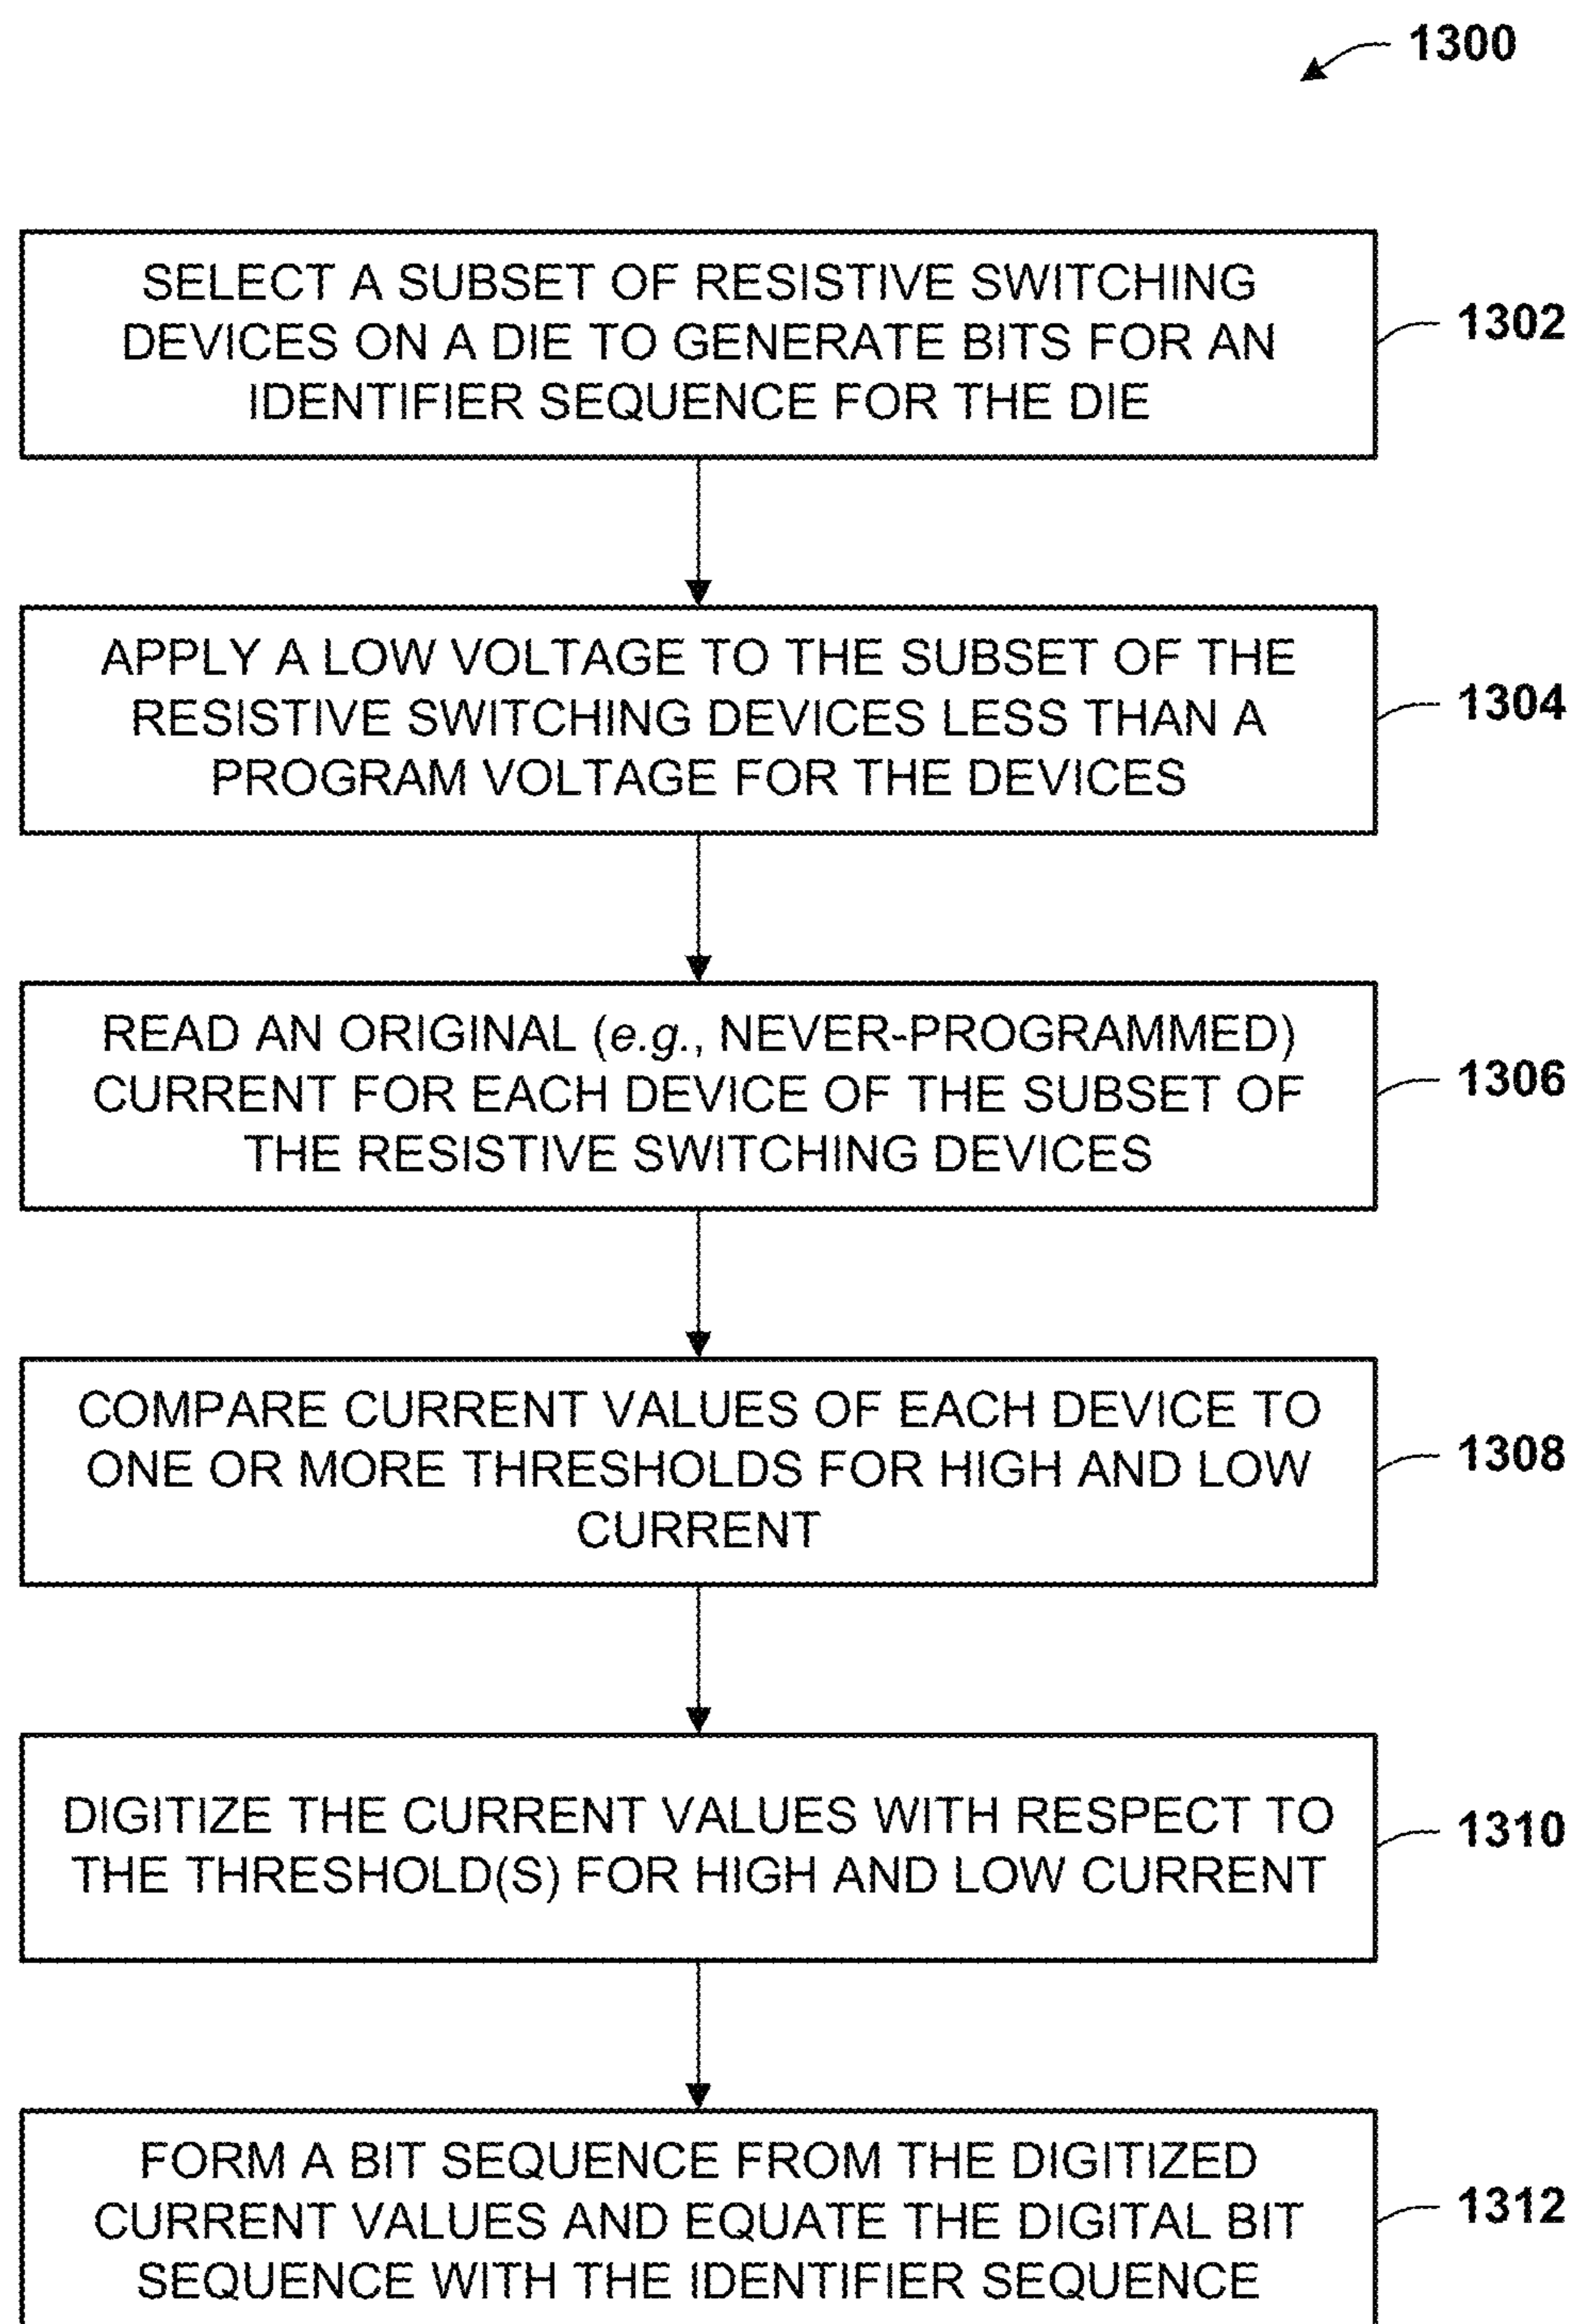 1300
SELECT A SUBSET OF RESISTIVE SWITCHING
DEVICES ON A DIE TO GENERATE BITS FOR AN
IDENTIFIER SEQUENCE FOR THE DIE
1302
APPLY A LOW VOLTAGE TO THE SUBSET OF THE
RESISTIVE SWITCHING DEVICES LESS THAN A
PROGRAM VOLTAGE FOR THE DEVICES
1304
READ AN ORIGINAL (e.g., NEVER-PROGRAMMED)
CURRENT FOR EACH DEVICE OF THE SUBSET OF
THE RESISTIVE SWITCHING DEVICES
1306
COMPARE CURRENT VALUES OF EACH DEVICE TO
ONE OR MORE THRESHOLDS FOR HIGH AND LOW
CURRENT
1308
DIGITIZE THE CURRENT VALUES WITH RESPECT TO
THE THRESHOLD(S) FOR HIGH AND LOW CURRENT
1310
FORM A BIT SEQUENCE FROM THE DIGITIZED
CURRENT VALUES AND EQUATE THE DIGITAL BIT
SEQUENCE WITH THE IDENTIFIER SEQUENCE
1312